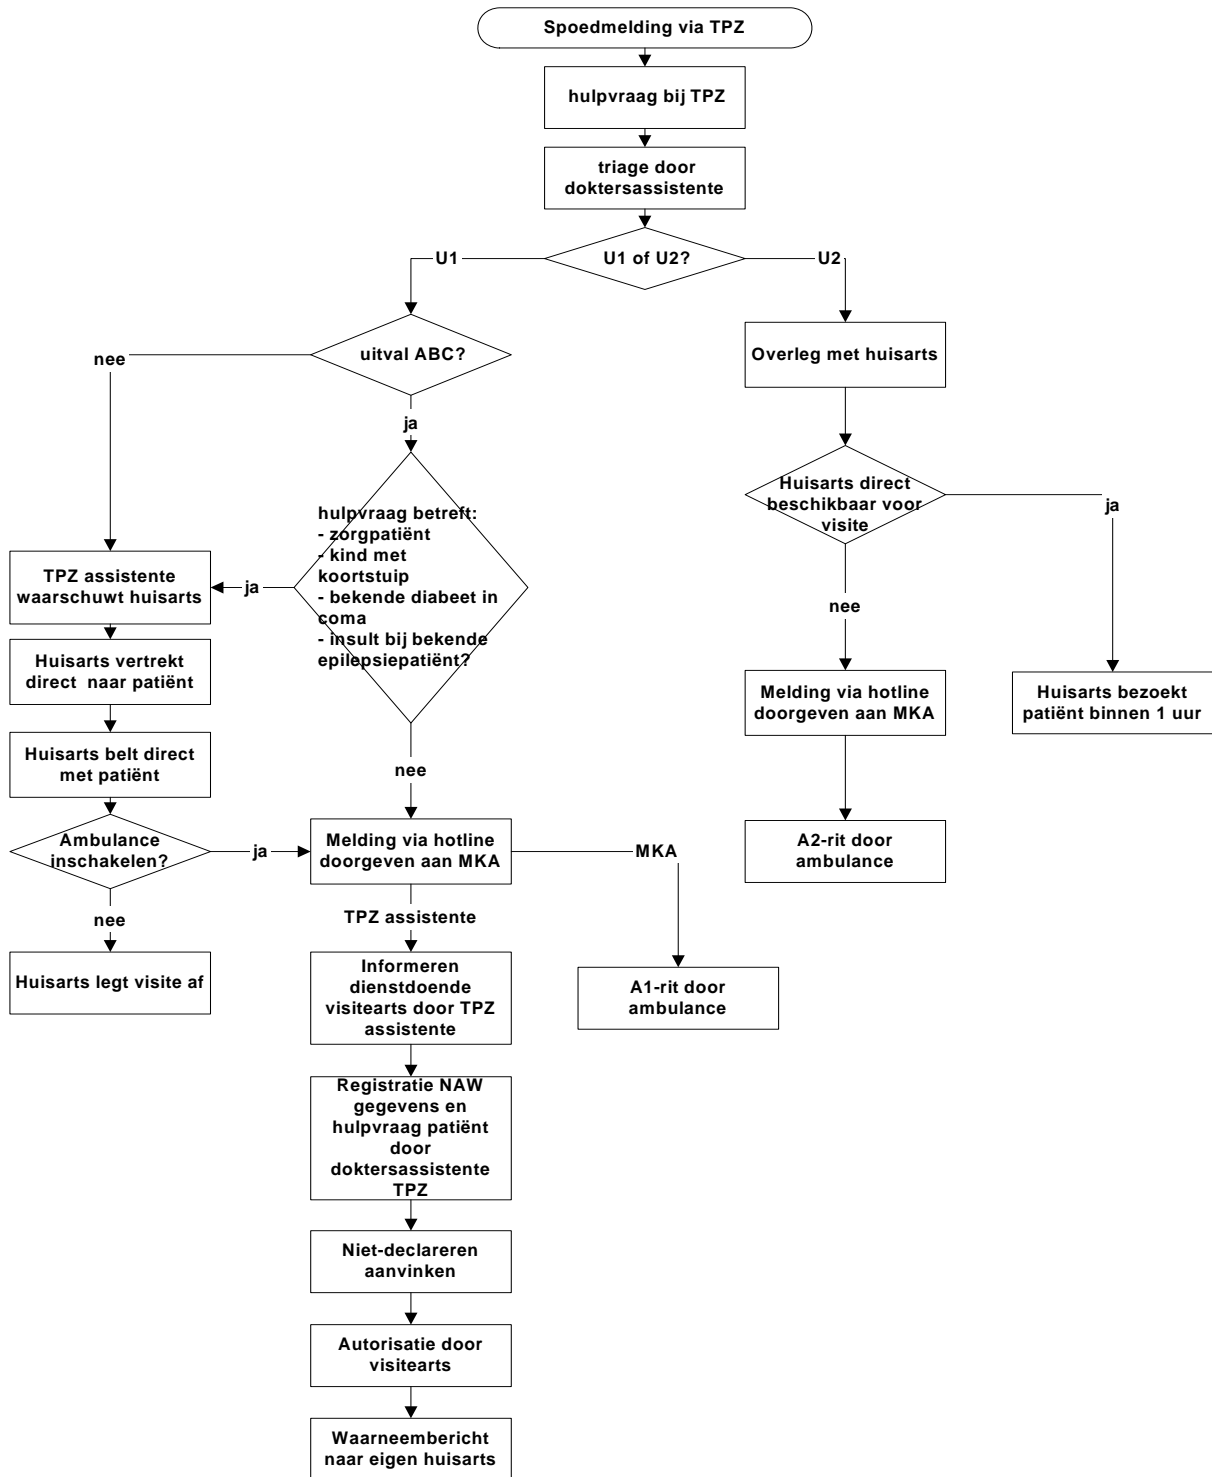 Spoedmelding via TPZ
hulpvraag bij TPZ
triage door
doktersassistente
U1 of U2?
U1
U2
uitval ABC?
nee
ja
Overleg met huisarts
Huisarts direct
beschikbaar voor
visite
ja
nee
hulpvraag betreft:
- zorgpatiënt
- kind met
koortstuip
- bekende diabeet in
coma
- insult bij bekende
epilepsiepatiënt?
ja
nee
TPZ assistente
waarschuwt huisarts
Huisarts vertrekt
direct naar patiënt
Huisarts belt direct
met patiënt
Ambulance
inschakelen?
ja
nee
Huisarts legt visite af
Melding via hotline
doorgeven aan MKA
Huisarts bezoekt
patiënt binnen 1 uur
A2-rit door
ambulance
Melding via hotline
doorgeven aan MKA
MKA
TPZ assistente
A1-rit door
ambulance
Informeren
dienstdoende
visitearts door TPZ
assistente
Registratie NAW
gegevens en
hulpvraag patiënt
door
doktersassistente
TPZ
Niet-declareren
aanvinken
Autorisatie door
visitearts
Waarneembericht
naar eigen huisarts